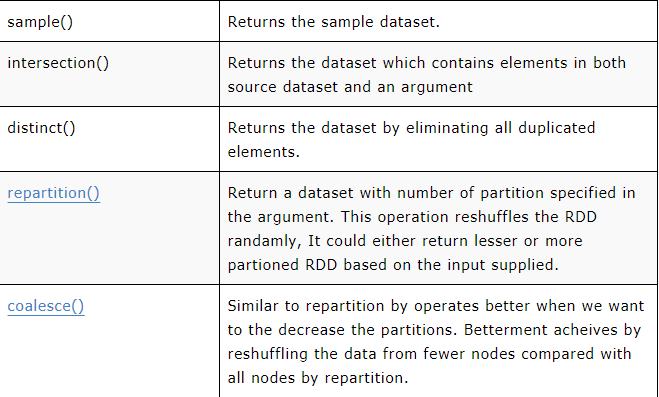 sample()
Returns the sample dataset.
intersection()
Returns the dataset which contains elements in both
source dataset and an argument
distinct()
Returns the dataset by eliminating all duplicated
elements.
repartition()
Return a dataset with number of partition specified in
the argument. This operation reshuffles the RDD
randamly, It could either return lesser or more
partioned RDD based on the input supplied.
coalesce()
Similar to repartition by operates better when we want
to the decrease the partitions. Betterment acheives by
reshuffling the data from fewer nodes compared with
all nodes by repartition.